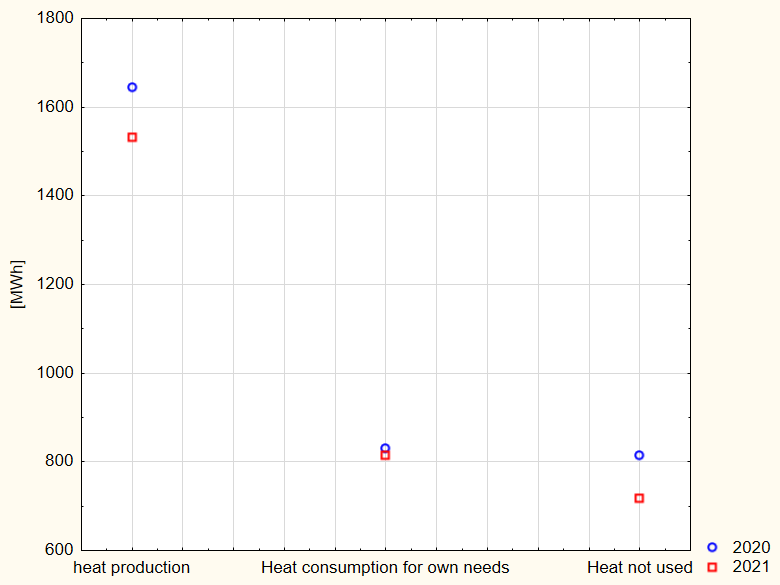 1800
1600
1400
1200
1000
800
600
[MWh]
heat production
Heat consumption for own needs
Heat not used
2020
2021